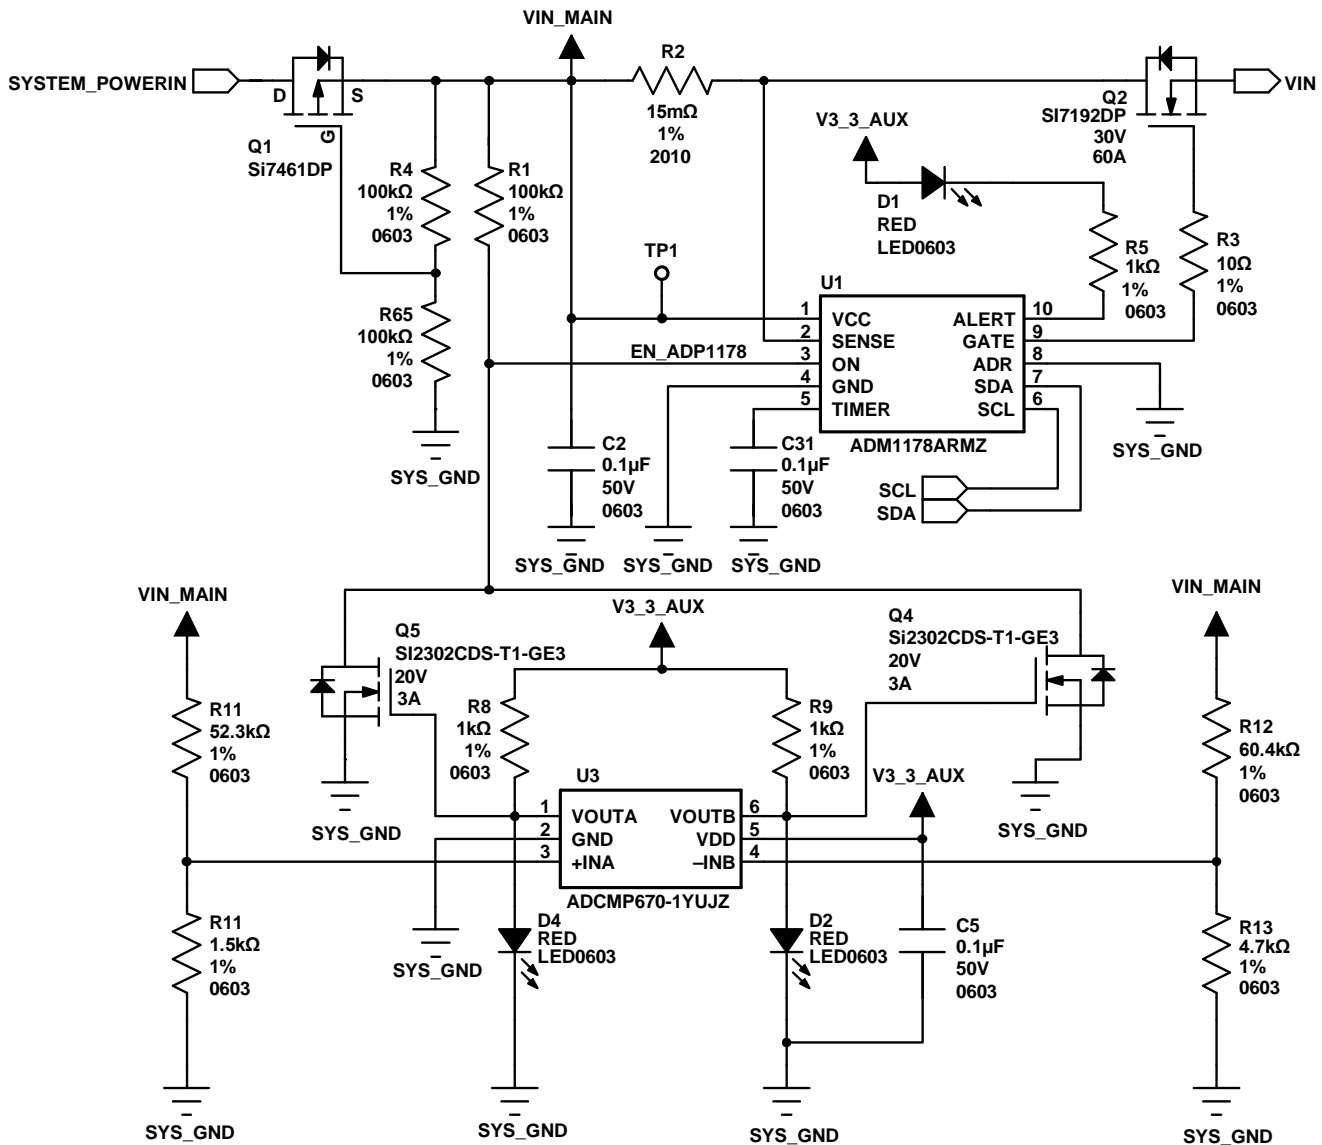 VIN_MAIN
SYSTEM_POWERIN
D
S
G
Q1
Si7461DP
R2
15mΩ
1%
2010
Q2
SI7192DP
30V
60A
VIN
V3_3_AUX
D1
RED
LED0603
R4
100kΩ
1%
0603
R1
100kΩ
1%
0603
R5
1kΩ
1%
0603
R3
10Ω
1%
0603
TP1
R65
100kΩ
1%
0603
EN_ADP1178
U1
1 VCC
2 SENSE
3 ON
4 GND
5 TIMER
ALERT 10
GATE 9
ADR 8
SDA 7
SCL 6
ADM1178ARMZ
SYS_GND
C2
0.1µF
50V
0603
C31
0.1µF
50V
0603
SCL
SDA
SYS_GND
SYS_GND
SYS_GND
SYS_GND
VIN_MAIN
Q5
SI2302CDS-T1-GE3
20V
3A
V3_3_AUX
Q4
Si2302CDS-T1-GE3
20V
3A
VIN_MAIN
R11
52.3kΩ
1%
0603
R8
1kΩ
1%
0603
R9
1kΩ
1%
0603
R12
60.4kΩ
1%
0603
SYS_GND
V3_3_AUX
SYS_GND
U3
1 VOUTA
2 GND
3 +INA
VOUTB 6
VDD 5
–INB 4
ADCMP670-1YUJZ
R11
1.5kΩ
1%
0603
SYS_GND
D4
RED
LED0603
D2
RED
LED0603
C5
0.1µF
50V
0603
R13
4.7kΩ
1%
0603
SYS_GND
SYS_GND
SYS_GND
SYS_GND